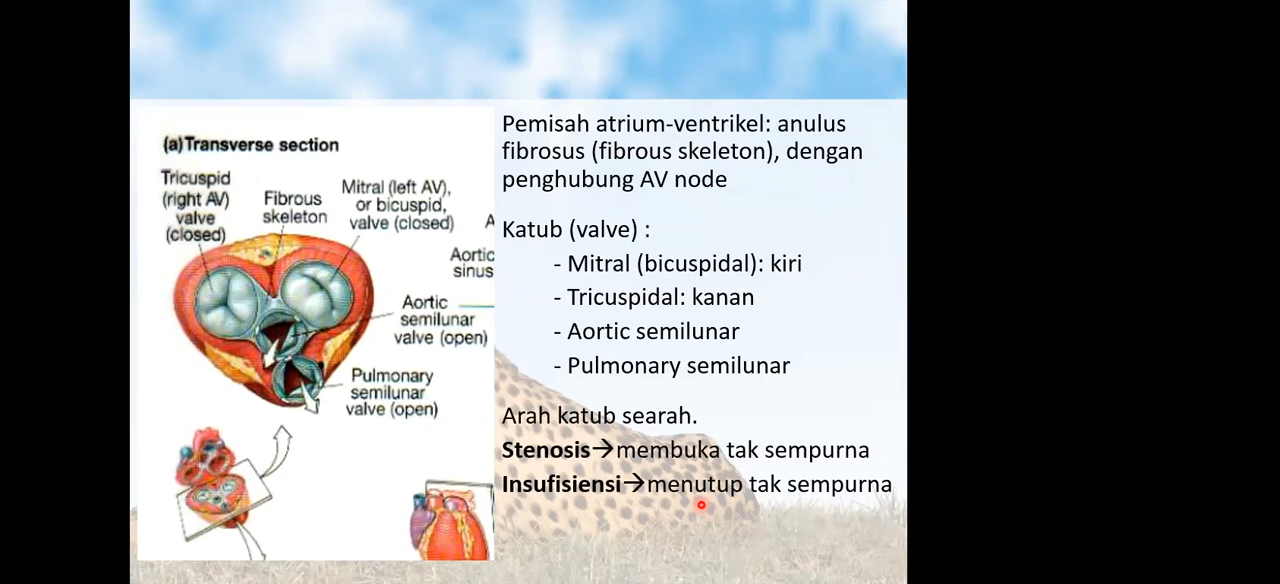 (a)Transverse section
Tricuspid
(right AV)
valve
(closed)
Fibrous
skeleton
Mitral (left AV),
or bicuspid,
valve (closed)
A
Aortic
sinus
Aortic
semilunar
valve (open)
Pulmonary
semilunar
valve (open)
Pemisah atrium-ventrikel: anulus
fibrosus (fibrous skeleton), dengan
penghubung AV node
Katub (valve) :
- Mitral (bicuspidal): kiri
- Tricuspidal: kanan
- Aortic semilunar
- Pulmonary semilunar
Arah katub searah.
Stenosis→membuka tak sempurna
Insufisiensi→menutup tak sempurna